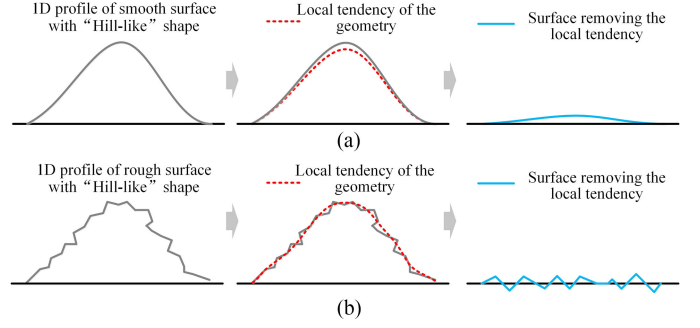 1D profile of smooth surface
with “Hill-like” shape
Local tendency of the
geometry
Surface removing the
local tendency
(a)
1D profile of rough surface
with “Hill-like” shape
Local tendency of the
geometry
Surface removing the
local tendency
(b)